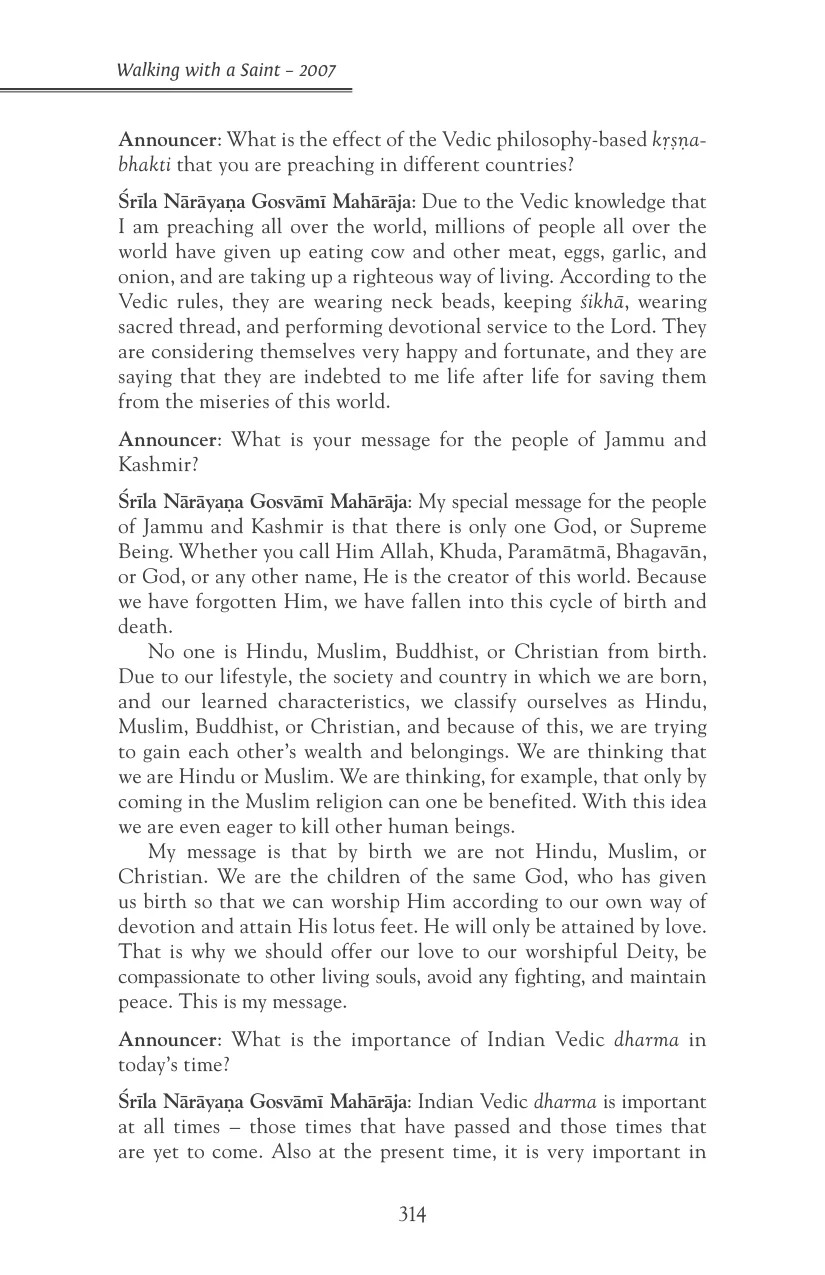 Walking with a Saint – 2007
Announcer: What is the effect of the Vedic philosophy-based kṛṣṇa-
bhakti that you are preaching in different countries?
Śrīla Nārāyaṇa Gosvāmī Mahārāja: Due to the Vedic knowledge that
I am preaching all over the world, millions of people all over the
world have given up eating cow and other meat, eggs, garlic, and
onion, and are taking up a righteous way of living. According to the
Vedic rules, they are wearing neck beads, keeping śikhā, wearing
sacred thread, and performing devotional service to the Lord. They
are considering themselves very happy and fortunate, and they are
saying that they are indebted to me life after life for saving them
from the miseries of this world.
Announcer: What is your message for the people of Jammu and
Kashmir?
Śrīla Nārāyaṇa Gosvāmī Mahārāja: My special message for the people
of Jammu and Kashmir is that there is only one God, or Supreme
Being. Whether you call Him Allah, Khuda, Paramātmā, Bhagavān,
or God, or any other name, He is the creator of this world. Because
we have forgotten Him, we have fallen into this cycle of birth and
death.
No one is Hindu, Muslim, Buddhist, or Christian from birth.
Due to our lifestyle, the society and country in which we are born,
and our learned characteristics, we classify ourselves as Hindu,
Muslim, Buddhist, or Christian, and because of this, we are trying
to gain each other's wealth and belongings. We are thinking that
we are Hindu or Muslim. We are thinking, for example, that only by
coming in the Muslim religion can one be benefited. With this idea
we are even eager to kill other human beings.
My message is that by birth we are not Hindu, Muslim, or
Christian. We are the children of the same God, who has given
us birth so that we can worship Him according to our own way of
devotion and attain His lotus feet. He will only be attained by love.
That is why we should offer our love to our worshipful Deity, be
compassionate to other living souls, avoid any fighting, and maintain
peace. This is my message.
Announcer: What is the importance of Indian Vedic dharma in
today's time?
Śrīla Nārāyaṇa Gosvāmī Mahārāja: Indian Vedic dharma is important
at all times – those times that have passed and those times that
are yet to come. Also at the present time, it is very important in
314